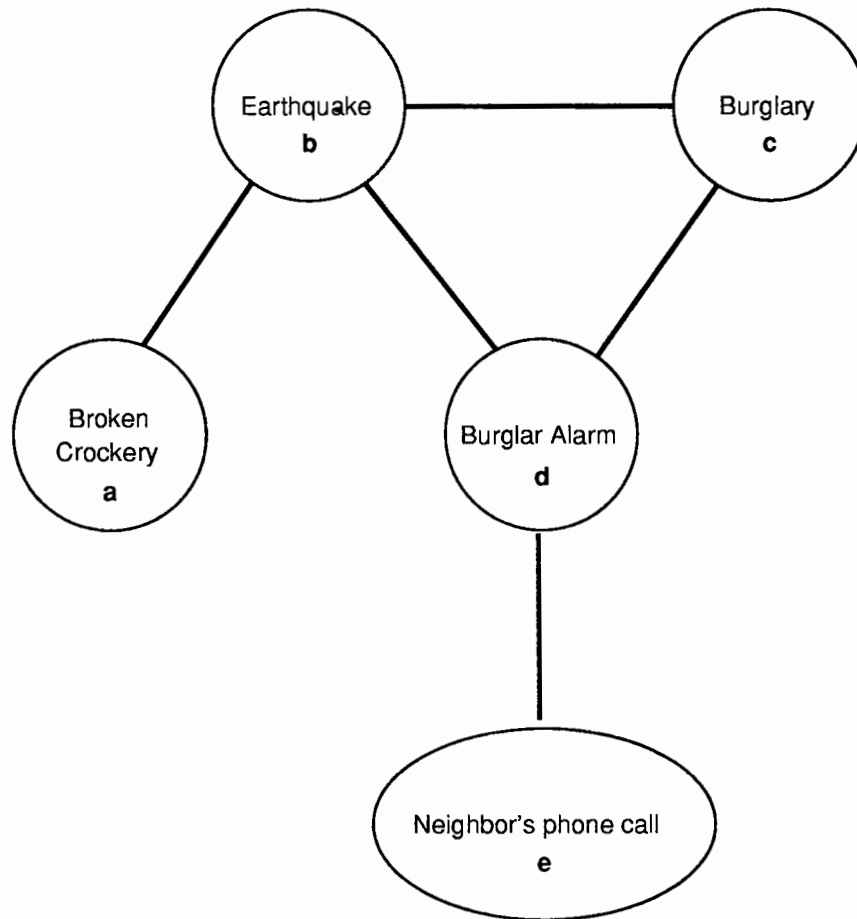 Earthquake
b
Burglary
c
Broken
Crockery
a
Burglar Alarm
d
Neighbor's phone call
e